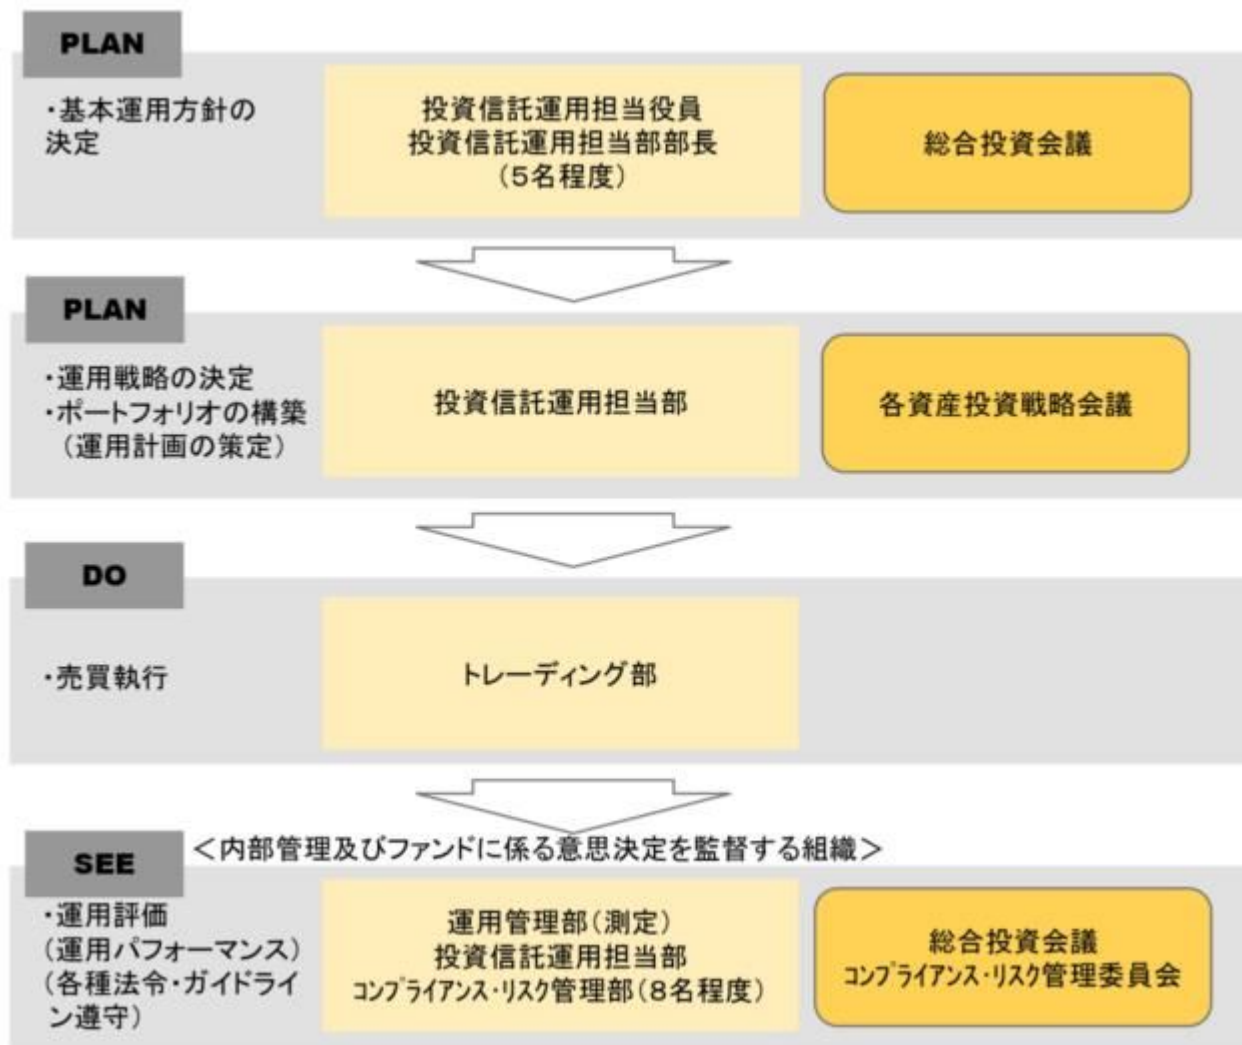 PLAN
・基本運用方針の
決定
投資信託運用担当役員
投資信託運用担当部部長
(5名程度)
総合投資会議
PLAN
・運用戦略の決定
・ポートフォリオの構築
(運用計画の策定)
投資信託運用担当部
各資産投資戦略会議
DO
・売買執行
トレーディング部
SEE
<内部管理及びファンドに係る意思決定を監督する組織>
・運用評価
(運用パフォーマンス)
(各種法令・ガイドライ
ン遵守)
運用管理部(測定)
投資信託運用担当部
コンプライアンス・リスク管理部(8名程度)
総合投資会議
コンプライアンス・リスク管理委員会